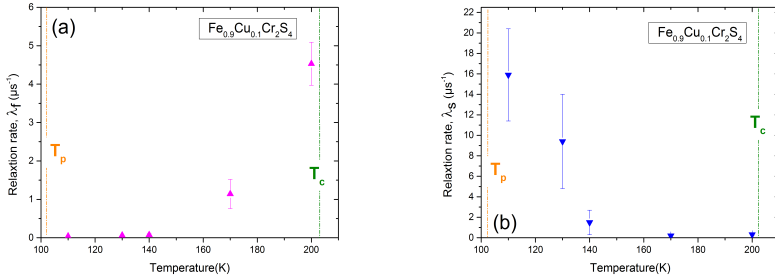 (a)
Fe0.9Cu0.1Cr2S4
Relaxtion rate, λf (μs-1)
6
5
4
3
2
1
0
Tp
Tc
100 120 140 160 180 200
Temperature(K)
Fe0.9Cu0.1Cr2S4
Relaxtion rate, λS (μs-1)
22
20
18
16
14
12
10
8
6
4
2
0
Tc
Tp
(b)
100 120 140 160 180 200
Temperature(K)